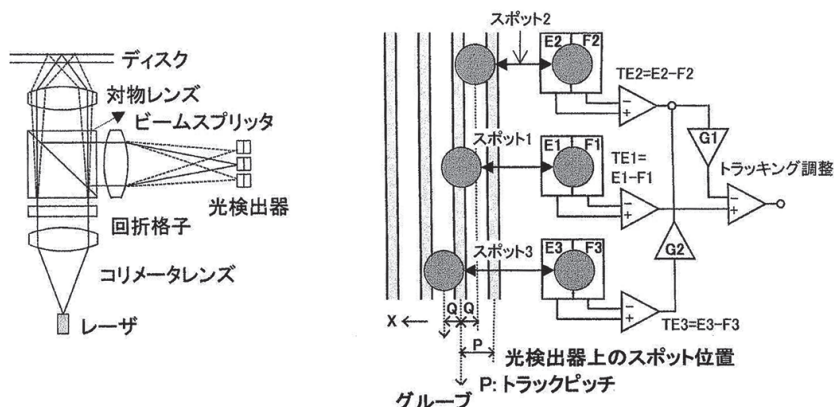 ディスク
対物レンズ
ビームスプリッタ
光検出器
回折格子
コリメータレンズ
レーザ
スポット2
E2 F2
TE2=E2-F2
G1
スポット1
E1 F1
TE1=
E1-F1
トラッキング調整
スポット3
E3 F3
G2
TE3=E3-F3
Q Q
X
P
光検出器上のスポット位置
P:トラックピッチ
グルーブ